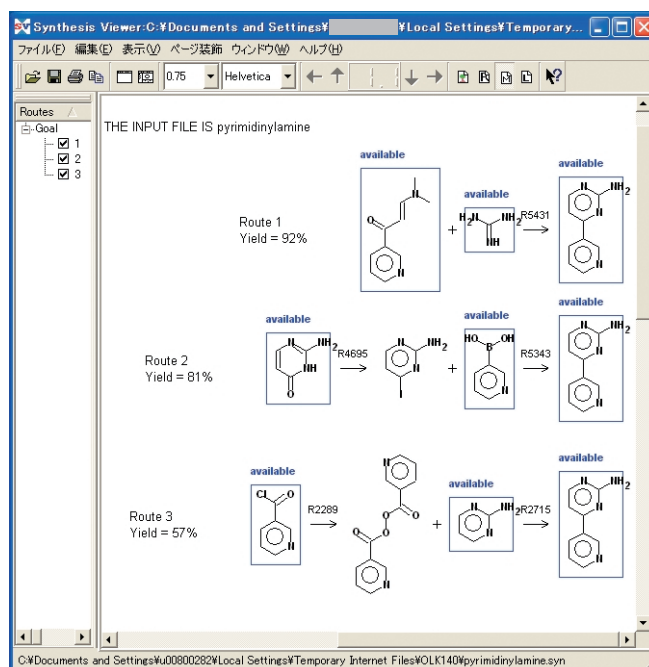 Synthesis Viewer:C:¥Documents and Settings¥ ¥Local Settings¥Temporary...
ファイル(F) 編集(E) 表示(V) ページ装飾 ウィンドウ(W) ヘルプ(H)
0.75 Helvetica
Routes
Goal
1
2
3
THE INPUT FILE IS pyrimidinylamine
Route 1
Yield = 92%
available
N
O
N
+
available
H2N NH2
NH
R5431
available
N NH2
N
N
Route 2
Yield = 81%
available
N NH2
NH
O
R4695
N NH2
N
I
+
available
HO OH
B
N
R5343
available
N NH2
N
N
Route 3
Yield = 57%
available
Cl O
N
R2289
N
O
O
O
O
N
+
available
N NH2
N
R2715
available
N NH2
N
N
C:¥Documents and Settings¥u00800282¥Local Settings¥Temporary Internet Files¥OLK140¥pyrimidinylamine.syn